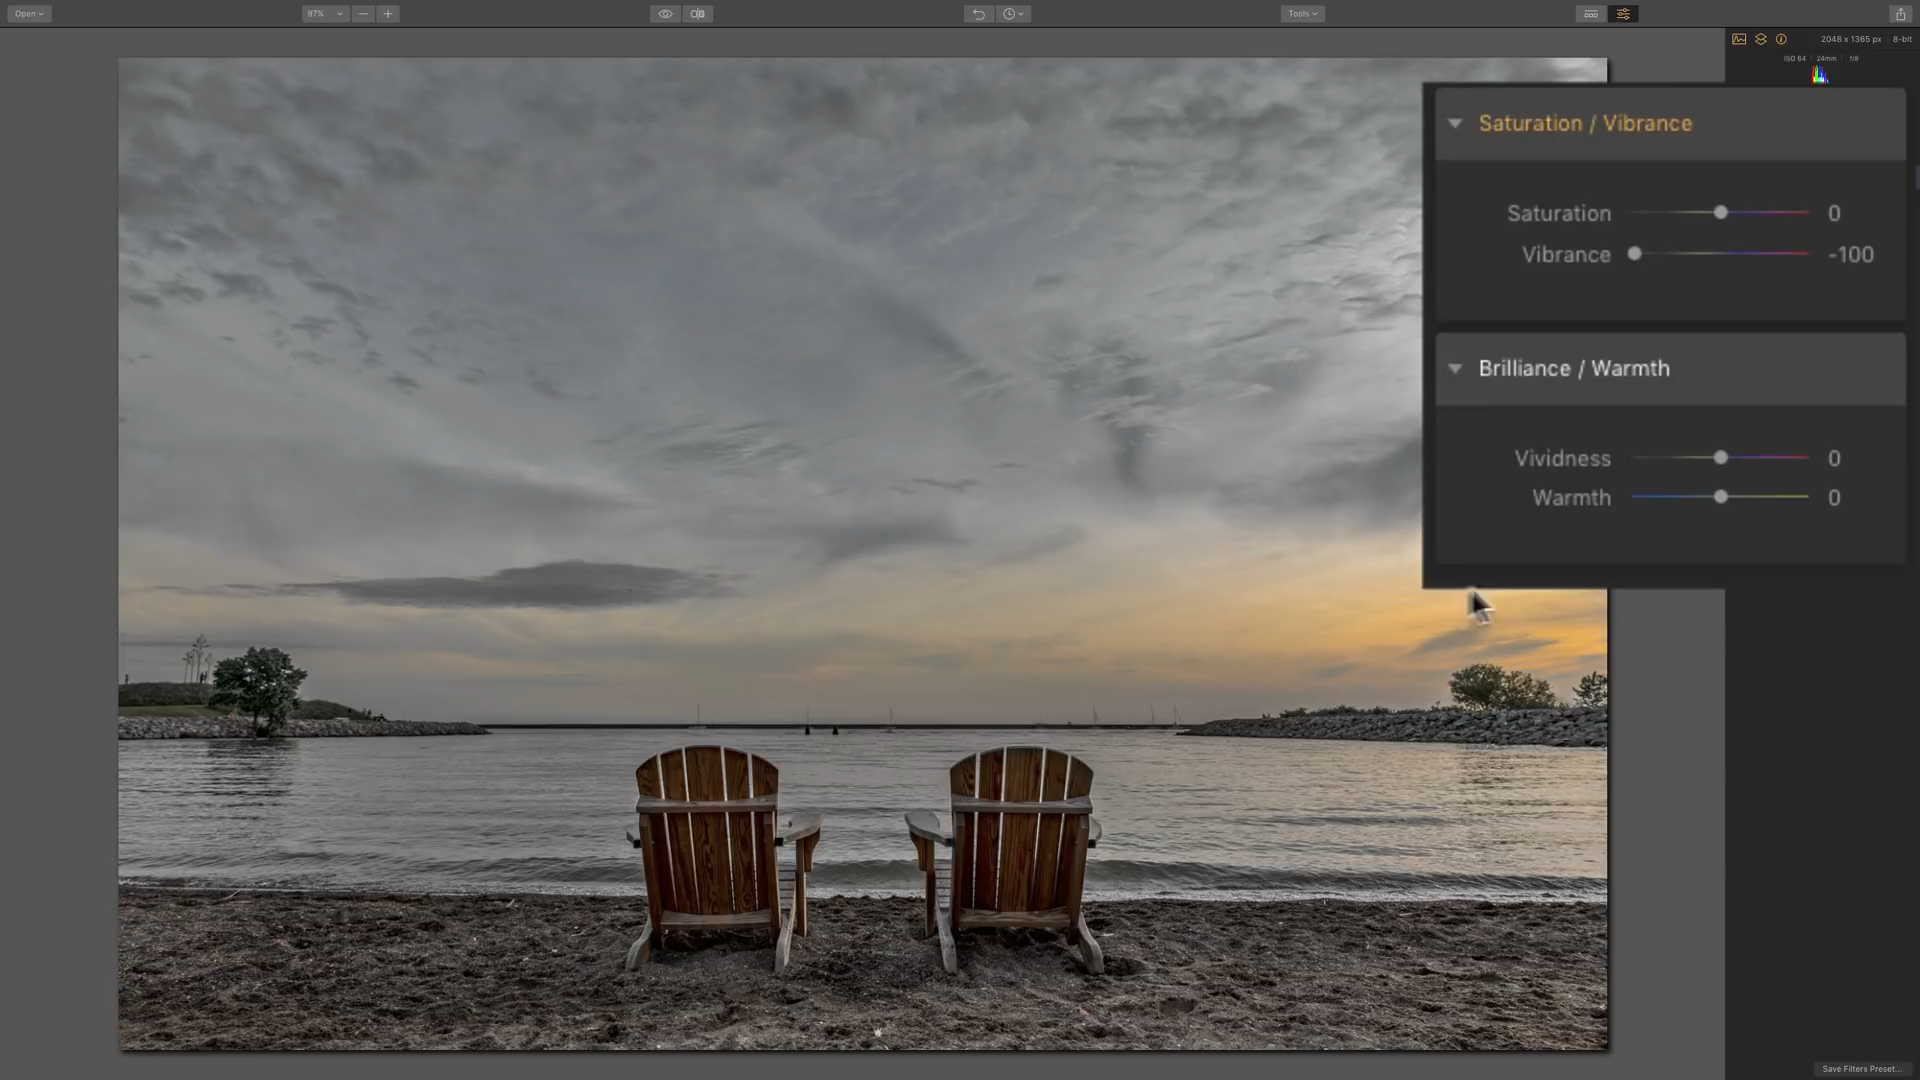 Open
97%
Tools
2048 x 1365 px 8-bit
ISO 64 24mm f/8
Saturation / Vibrance
Saturation 0
Vibrance -100
Brilliance / Warmth
Vividness 0
Warmth 0
Save Filters Preset...